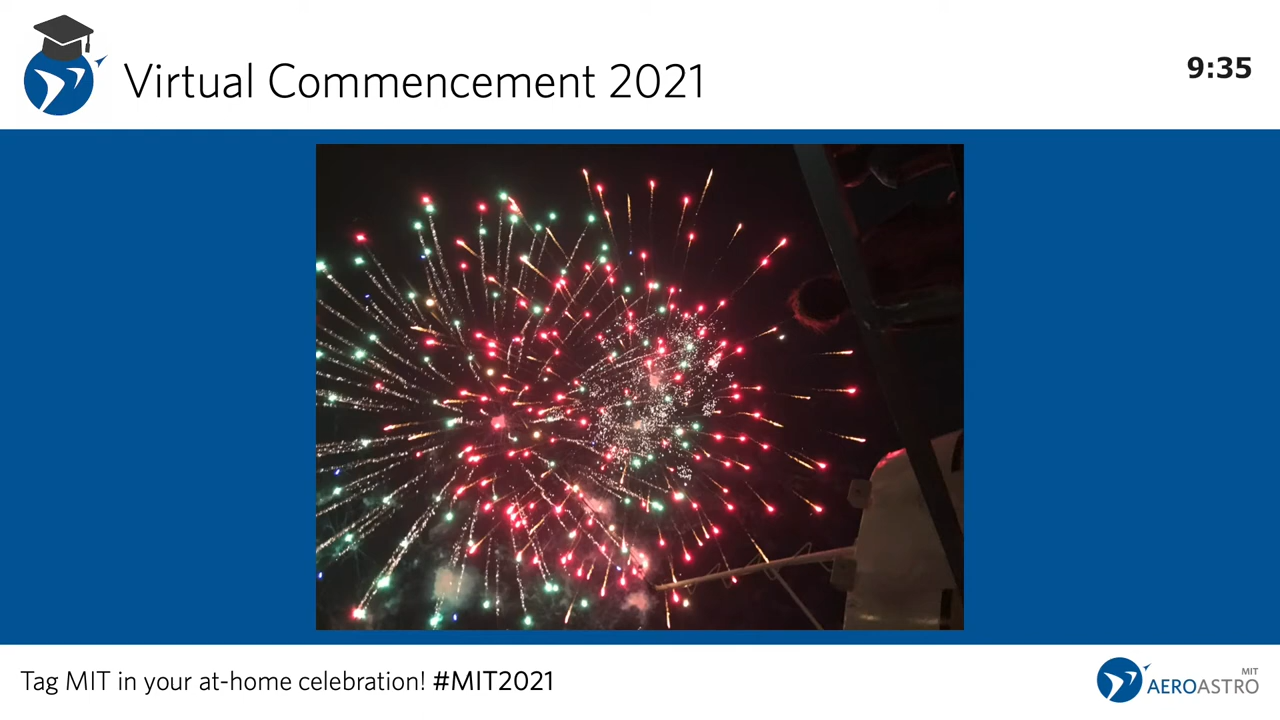 Virtual Commencement 2021
9:35
Tag MIT in your at-home celebration! #MIT2021
MIT
AEROASTRO